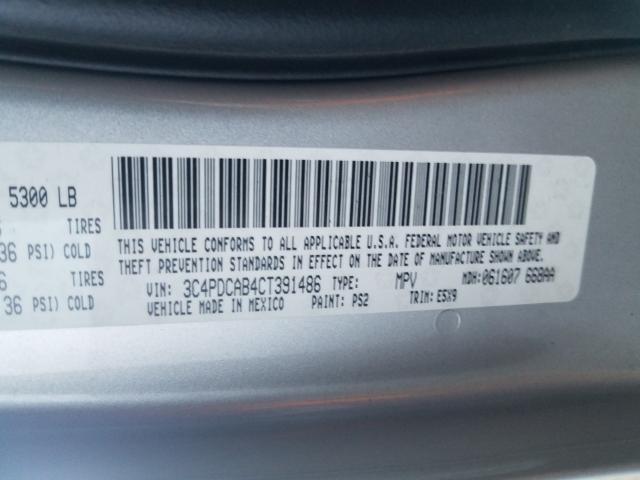 5300 LB
TIRES
36 PSI) COLD
TIRES
36 PSI) COLD
THIS VEHICLE CONFORMS TO ALL APPLICABLE U.S.A. FEDERAL MOTOR VEHICLE SAFETY AND
THEFT PREVENTION STANDARDS IN EFFECT ON THE DATE OF MANUFACTURE SHOWN ABOVE.
VIN: 3C4PDCAB4CT391486 TYPE: MPV MDH: 061607 668AA
VEHICLE MADE IN MEXICO PAINT: PS2 TRIM: E5X9